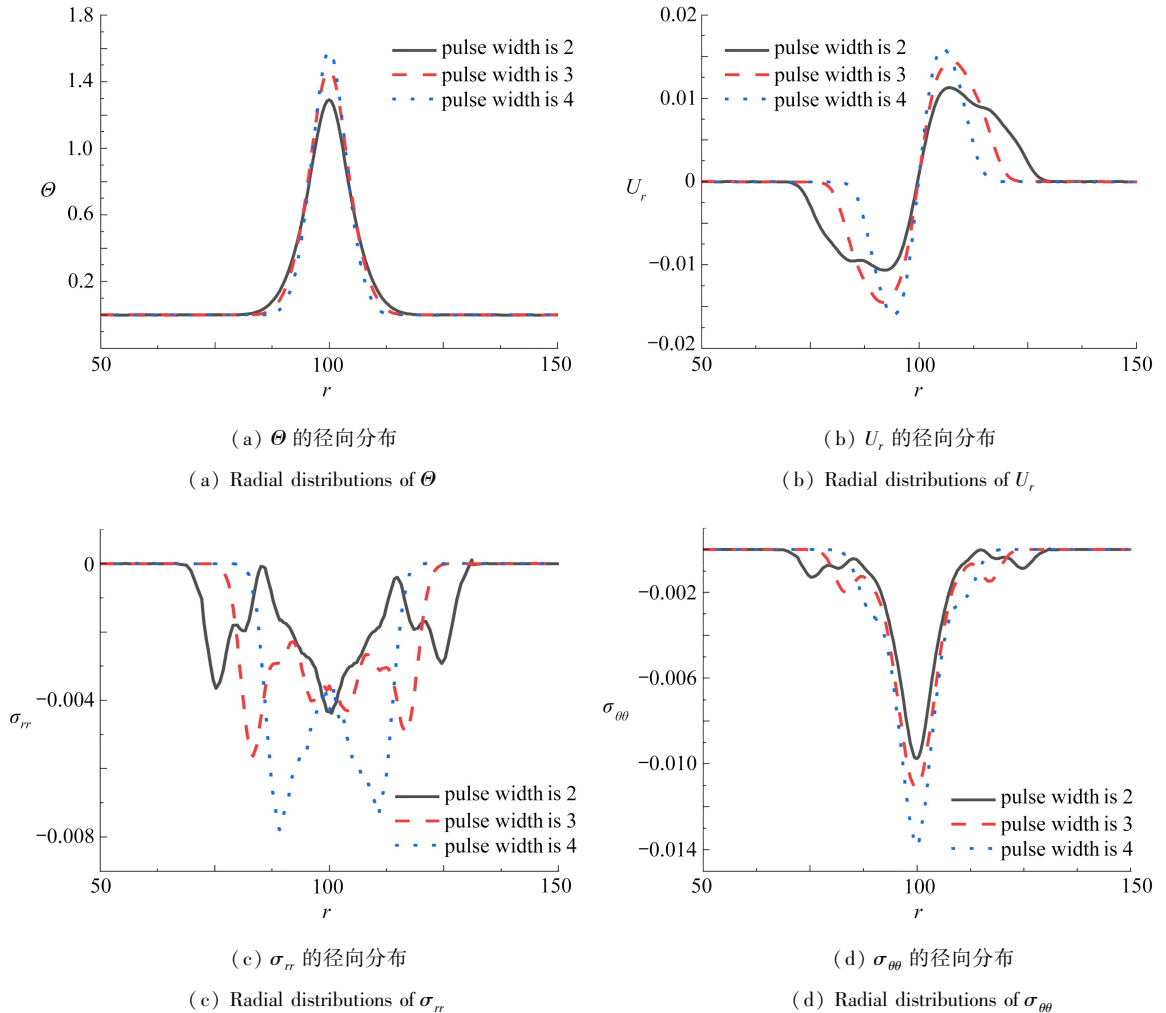 1.8
1.4
1.0
0.6
0.2
Θ
50
100
150
r
pulse width is 2
pulse width is 3
pulse width is 4
(a) Θ 的径向分布
(a) Radial distributions of Θ
0.02
0.01
0
−0.01
−0.02
U_r
50
100
150
r
pulse width is 2
pulse width is 3
pulse width is 4
(b) U_r 的径向分布
(b) Radial distributions of U_r
0
−0.004
−0.008
σ_rr
50
100
150
r
pulse width is 2
pulse width is 3
pulse width is 4
(c) σ_rr 的径向分布
(c) Radial distributions of σ_rr
−0.002
−0.006
−0.010
−0.014
σ_θθ
50
100
150
r
pulse width is 2
pulse width is 3
pulse width is 4
(d) σ_θθ 的径向分布
(d) Radial distributions of σ_θθ